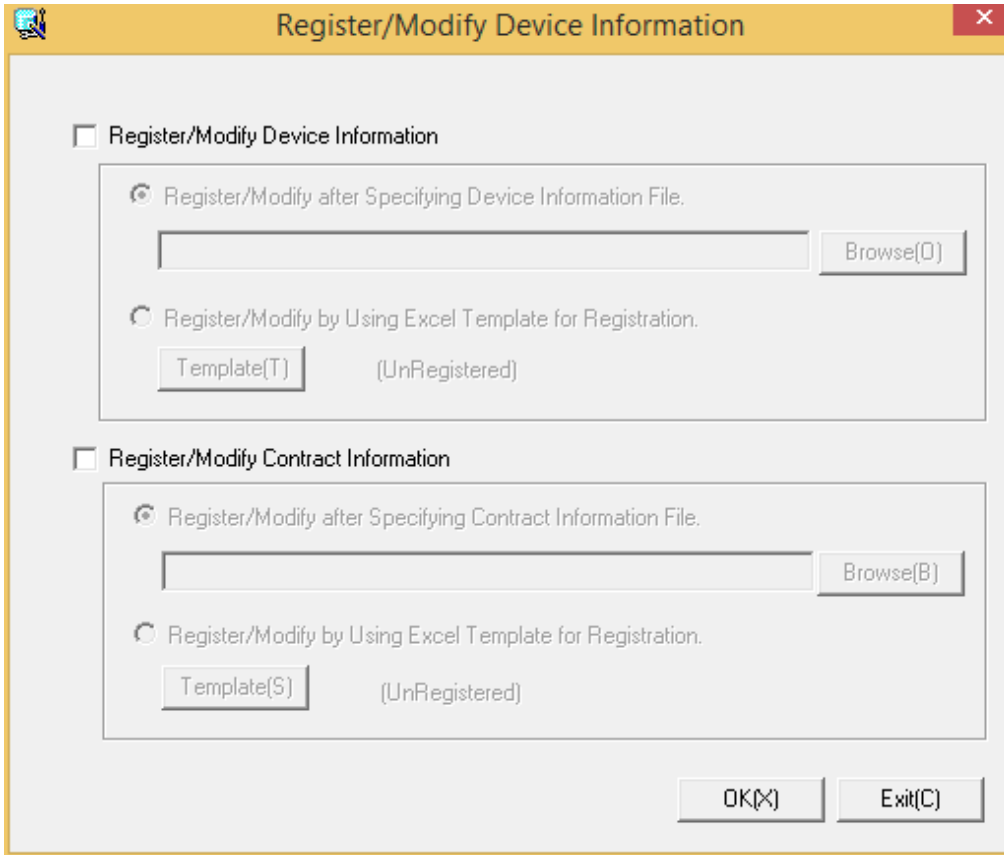 Register/Modify Device Information
Register/Modify Device Information
Register/Modify after Specifying Device Information File.
Browse(O)
Register/Modify by Using Excel Template for Registration.
Template(T) (UnRegistered)
Register/Modify Contract Information
Register/Modify after Specifying Contract Information File.
Browse(B)
Register/Modify by Using Excel Template for Registration.
Template(S) (UnRegistered)
OK(X) Exit(C)